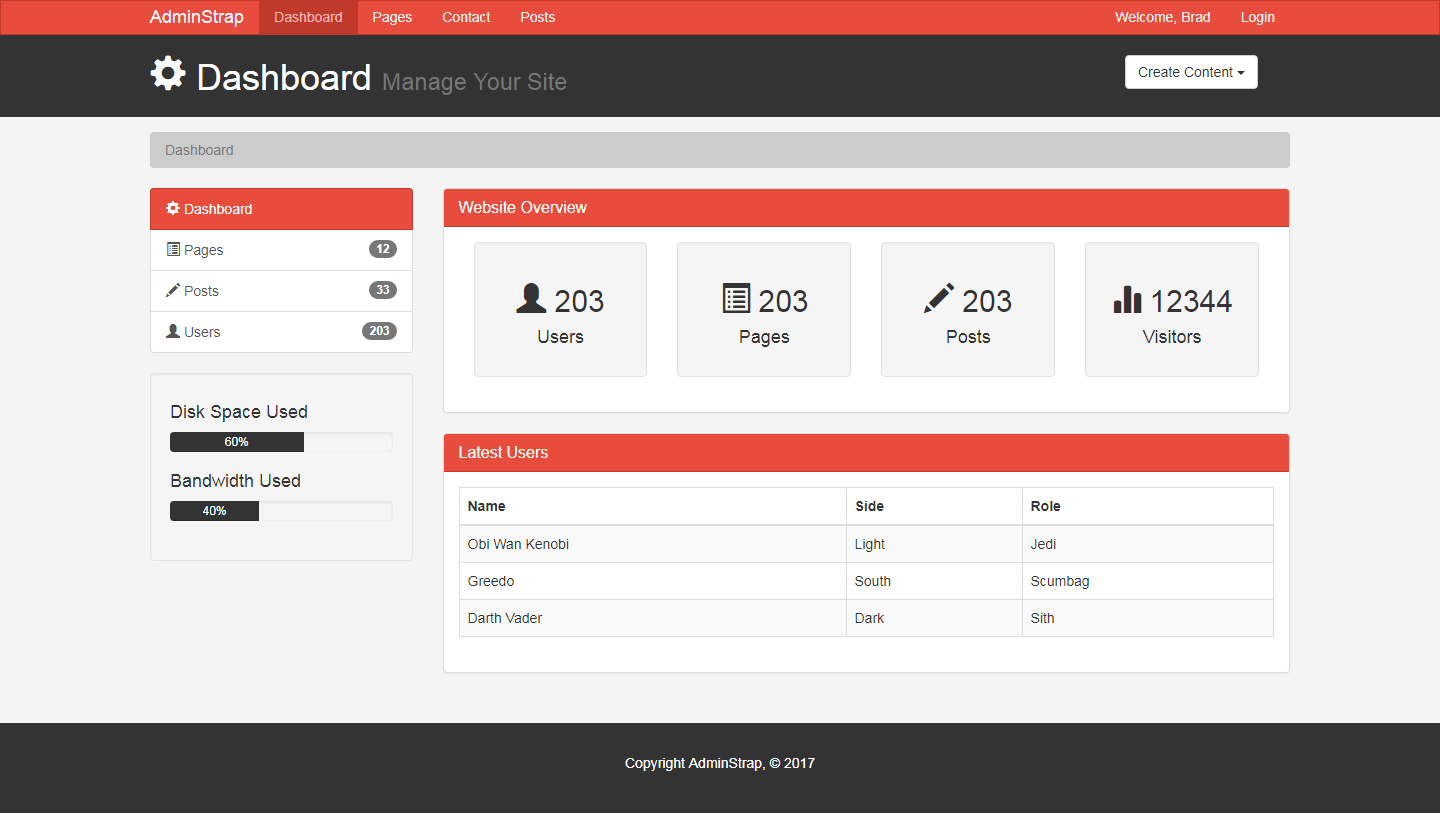 AdminStrap Dashboard Pages Contact Posts Welcome, Brad Login
Dashboard Manage Your Site Create Content
Dashboard
Dashboard
Pages 12
Posts 33
Users 203
Disk Space Used
60%
Bandwidth Used
40%
Website Overview
203 203 203 12344
Users Pages Posts Visitors
Latest Users
Name Side Role
Obi Wan Kenobi Light Jedi
Greedo South Scumbag
Darth Vader Dark Sith
Copyright AdminStrap, © 2017